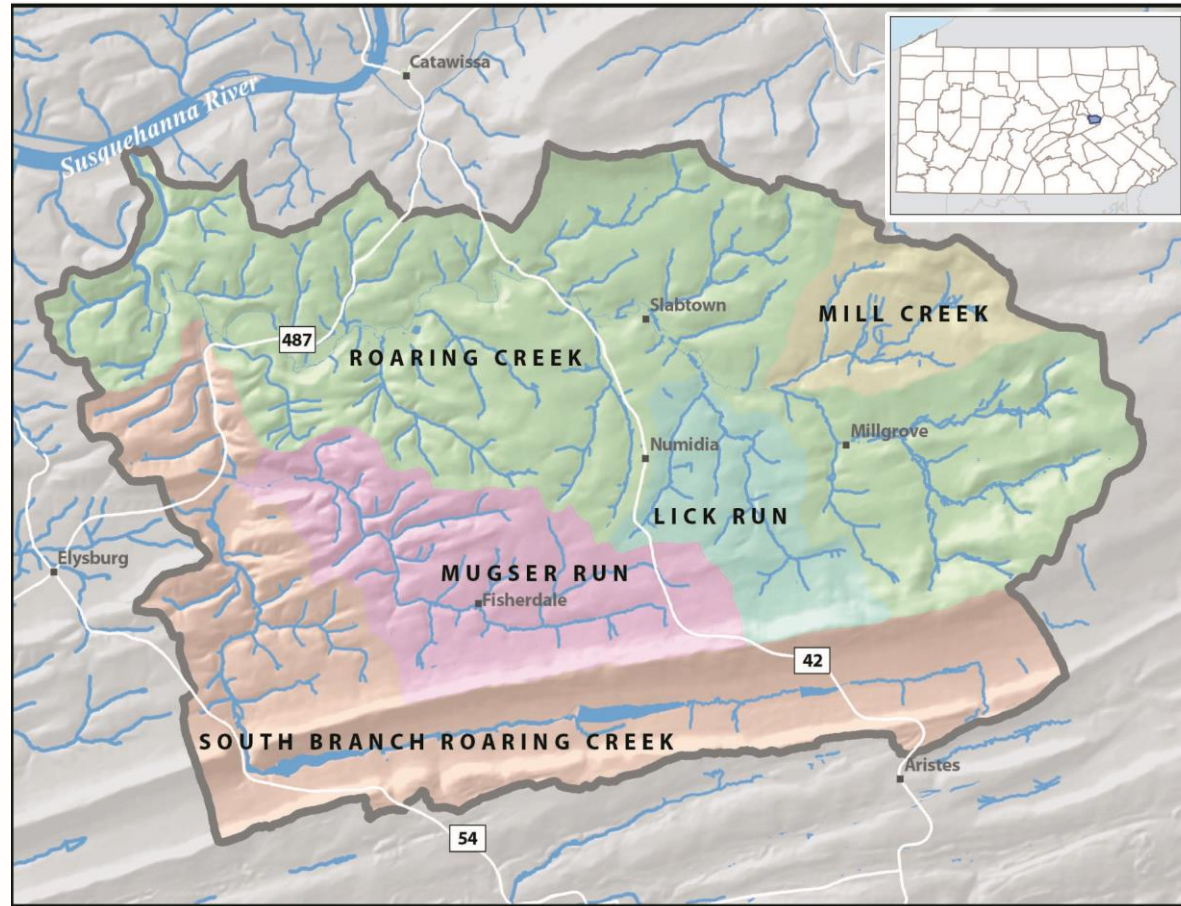 Catawissa
Susquehanna River
Slabtown
MILL CREEK
487
ROARING CREEK
Numidia
Millgrove
LICK RUN
Elysburg
MUGSER RUN
Fisherdale
42
SOUTH BRANCH ROARING CREEK
Aristes
54